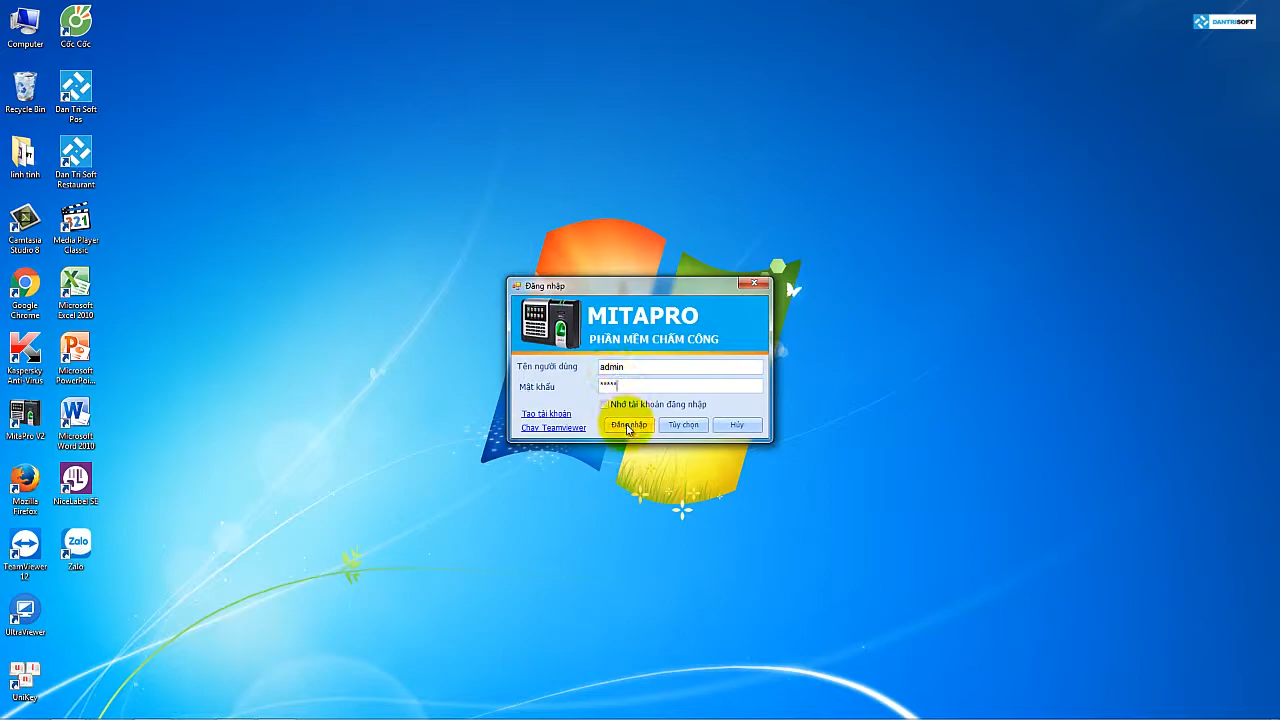 Computer
Cốc Cốc
DANTRISOFT
Recycle Bin
Dan Tri Soft
Pos
linh tinh
Dan Tri Soft
Restaurant
Camtasia
Studio 8
Media Player
Classic
Google
Chrome
Microsoft
Excel 2010
Kaspersky
Anti-Virus
Microsoft
PowerPoi...
MitaPro V2
Microsoft
Word 2010
Mozilla
Firefox
NiceLabel SE
TeamViewer
12
Zalo
Zalo
UltraViewer
UniKey
Đăng nhập
MITAPRO
PHẦN MỀM CHẤM CÔNG
Tên người dùng
admin
Mật khẩu
*****
Nhớ tài khoản đăng nhập
Tạo tài khoản
Chạy Teamviewer
Đăng nhập
Tùy chọn
Hủy